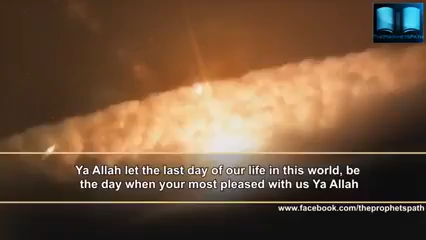 THEPROPHETSPATH
Ya Allah let the last day of our life in this world, be
the day when your most pleased with us Ya Allah
www.facebook.com/theprophetspath